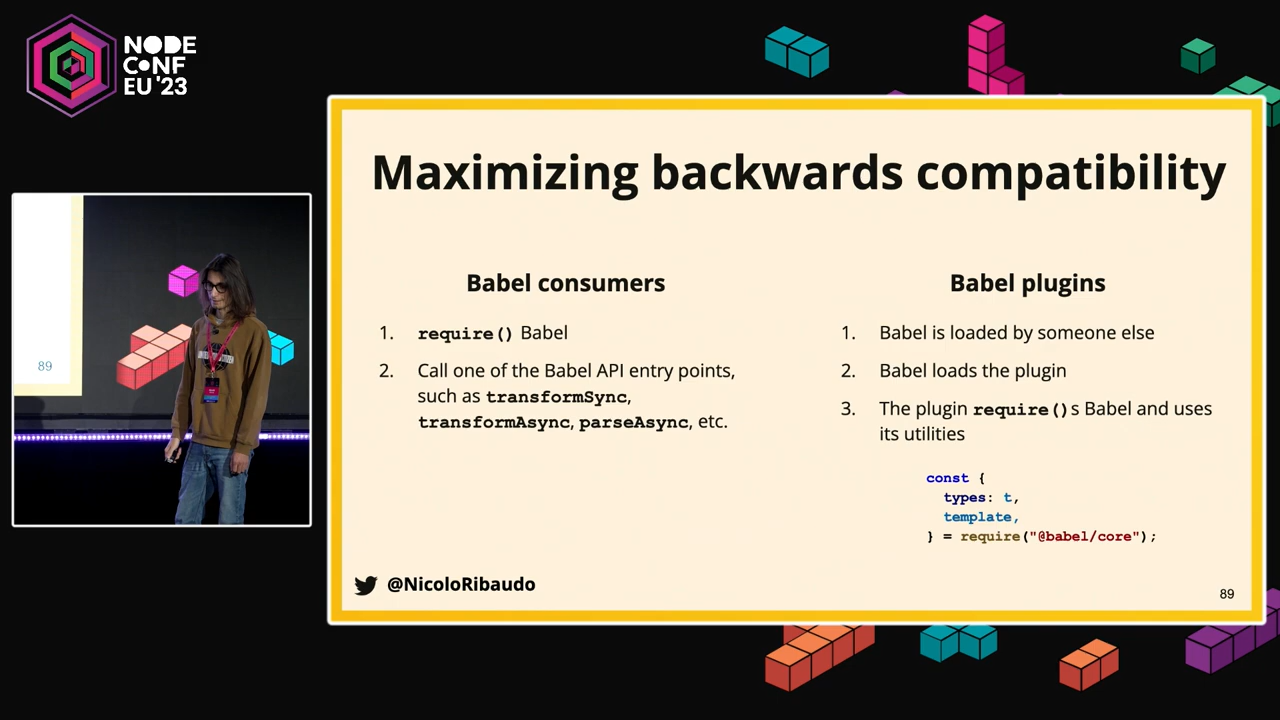 NODE
CONF
EU '23
Maximizing backwards compatibility
Babel consumers
1. require() Babel
2. Call one of the Babel API entry points,
such as transformSync,
transformAsync, parseAsync, etc.
Babel plugins
1. Babel is loaded by someone else
2. Babel loads the plugin
3. The plugin require()s Babel and uses
its utilities
const {
types: t,
template,
} = require("@babel/core");
@NicoloRibaudo
89
89